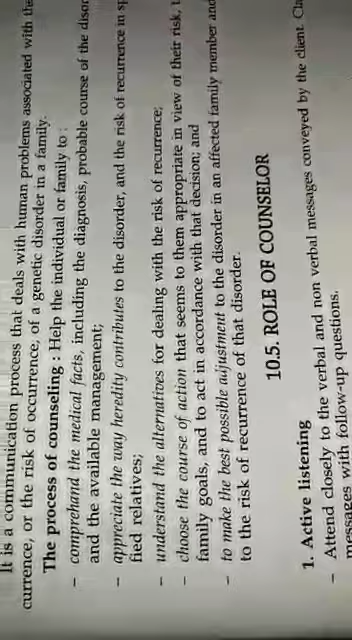 It is a communication process that deals with human problems associated with the
currence, or the risk of occurrence, of a genetic disorder in a family.
The process of counseling : Help the individual or family to :
– comprehend the medical facts, including the diagnosis, probable course of the disor
and the available management;
– appreciate the way heredity contributes to the disorder, and the risk of recurrence in sp
fied relatives;
– understand the alternatives for dealing with the risk of recurrence;
– choose the course of action that seems to them appropriate in view of their risk, t
family goals, and to act in accordance with that decision; and
– to make the best possible adjustment to the disorder in an affected family member and
to the risk of recurrence of that disorder.
10.5. ROLE OF COUNSELOR
1. Active listening
– Attend closely to the verbal and non verbal messages conveyed by the client. Cla
messages with follow-up questions.